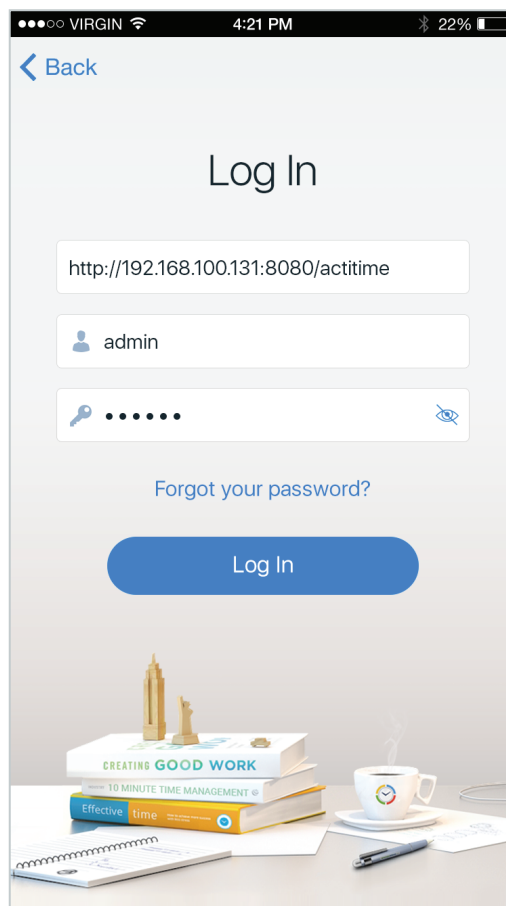 VIRGIN 4:21 PM 22%
Back
Log In
http://192.168.100.131:8080/actitime
admin
••••••
Forgot your password?
Log In
CREATING GOOD WORK
10 MINUTE TIME MANAGEMENT
Effective time